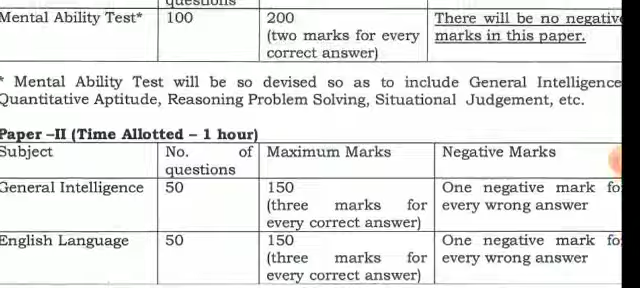 questions
Mental Ability Test* 100 200 There will be no negative
(two marks for every marks in this paper.
correct answer)
* Mental Ability Test will be so devised so as to include General Intelligence
Quantitative Aptitude, Reasoning Problem Solving, Situational Judgement, etc.
Paper –II (Time Allotted – 1 hour)
Subject No. of Maximum Marks Negative Marks
questions
General Intelligence 50 150 One negative mark fo
(three marks for every wrong answer
every correct answer)
English Language 50 150 One negative mark fo
(three marks for every wrong answer
every correct answer)